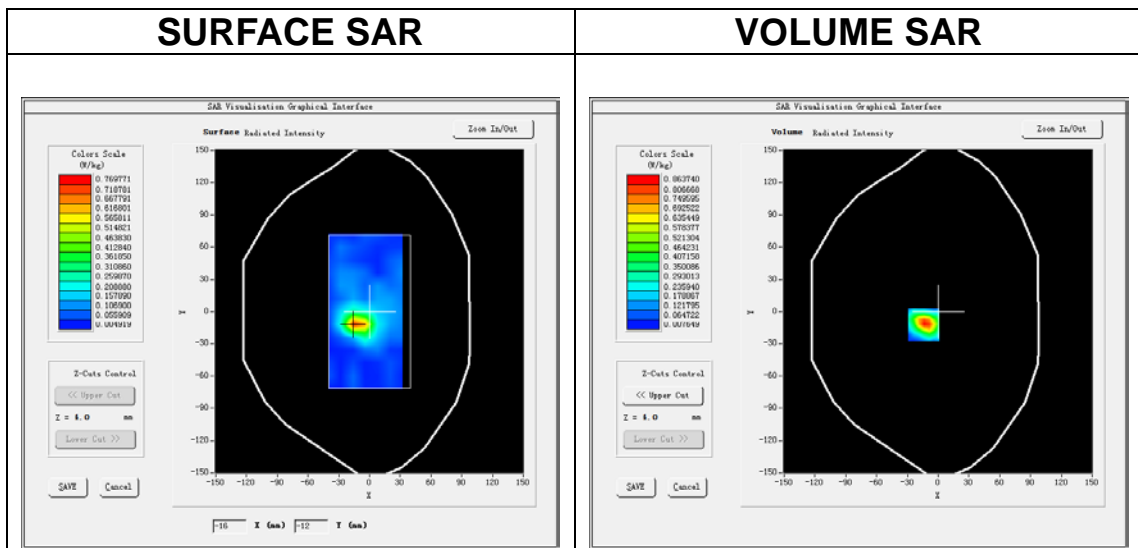 SURFACE SAR
VOLUME SAR
SAR Visualisation Graphical Interface
Surface Radiated Intensity
Zoom In/Out
Colors Scale
(W/kg)
0.769771
0.718781
0.667791
0.616801
0.565811
0.514821
0.463830
0.412840
0.361850
0.310860
0.259870
0.208880
0.157890
0.106900
0.055909
0.004919
Z-Cuts Control
<< Upper Cut
Z = 4.0 mm
Lower Cut >>
SAVE
Cancel
150
120
90
60
30
0
-30
-60
-90
-120
-150
Y
-150 -120 -90 -60 -30 0 30 60 90 120 150
X
-16 X (mm) -12 Y (mm)
SAR Visualisation Graphical Interface
Volume Radiated Intensity
Zoom In/Out
Colors Scale
(W/kg)
0.863740
0.806668
0.749595
0.692522
0.635449
0.578377
0.521304
0.464231
0.407158
0.350086
0.293013
0.235940
0.178867
0.121795
0.064722
0.007649
Z-Cuts Control
<< Upper Cut
Z = 4.0 mm
Lower Cut >>
SAVE
Cancel
150
120
90
60
30
0
-30
-60
-90
-120
-150
Y
-150 -120 -90 -60 -30 0 30 60 90 120 150
X